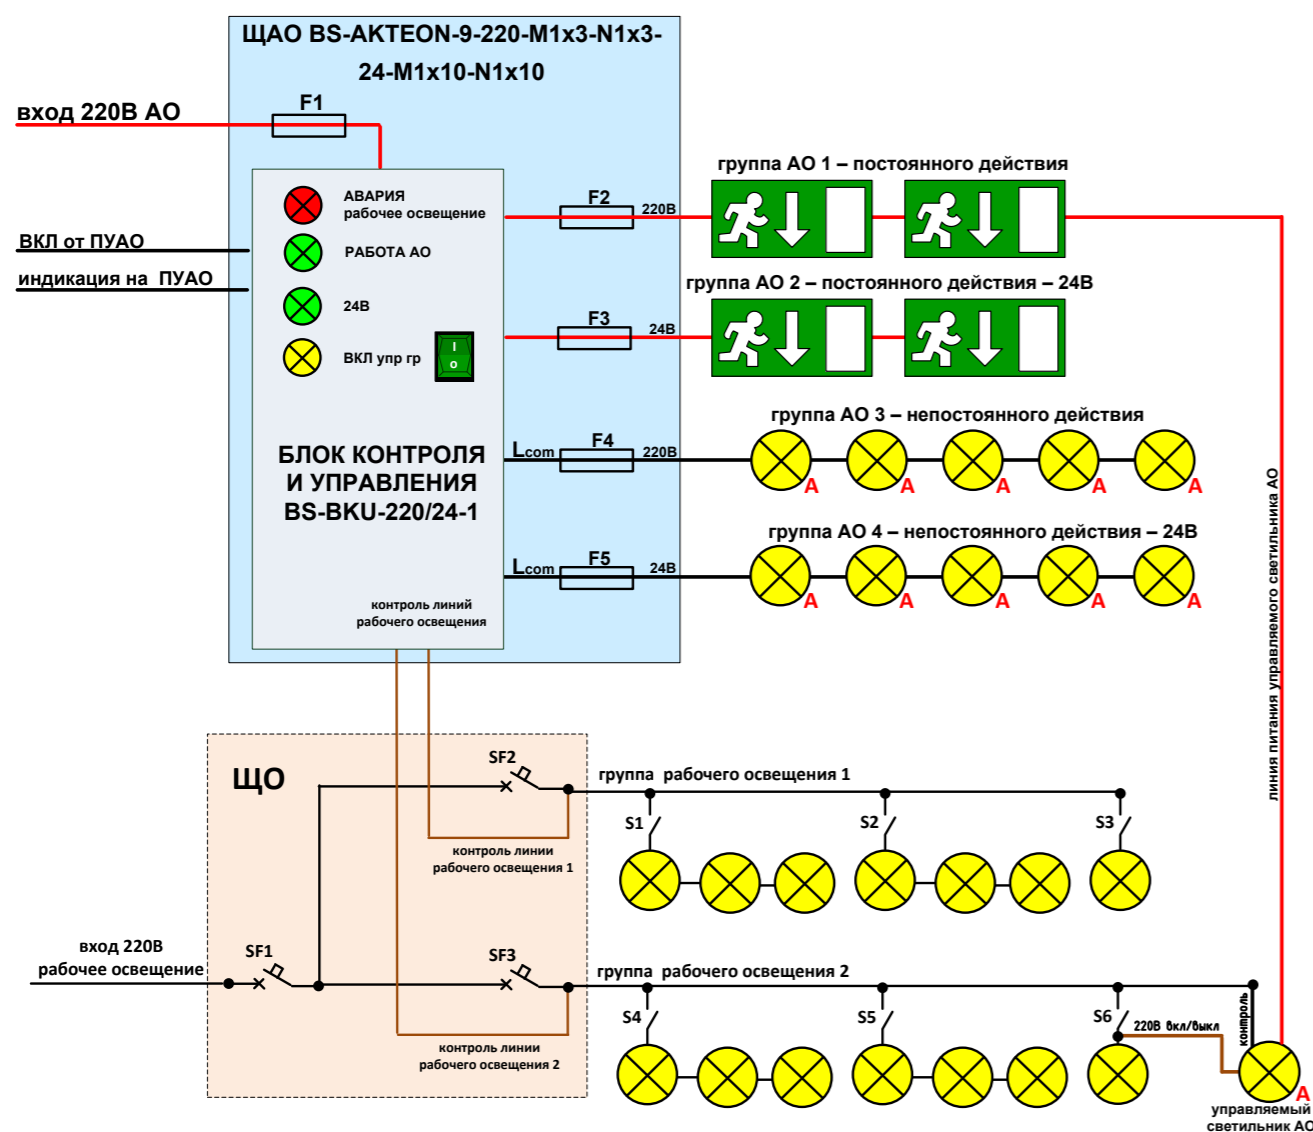 ЩАО BS-AKTEON-9-220-M1x3-N1x3-
24-M1x10-N1x10
вход 220В АО
F1
АВАРИЯ
рабочее освещение
РАБОТА АО
24В
ВКЛ упр гр
I
o
ВКЛ от ПУАО
индикация на ПУАО
БЛОК КОНТРОЛЯ
И УПРАВЛЕНИЯ
BS-BKU-220/24-1
контроль линий
рабочего освещения
F2
220В
группа АО 1 – постоянного действия
F3
24В
группа АО 2 – постоянного действия – 24В
Lcom
F4
220В
группа АО 3 – непостоянного действия
А
А
А
А
А
Lcom
F5
24В
группа АО 4 – непостоянного действия – 24В
А
А
А
А
А
линия питания управляемого светильника АО
ЩО
SF2
группа рабочего освещения 1
S1
S2
S3
контроль линии
рабочего освещения 1
вход 220В
рабочее освещение
SF1
SF3
группа рабочего освещения 2
S4
S5
S6
220В вкл/выкл
контроль
контроль линии
рабочего освещения 2
А
управляемый
светильник АО